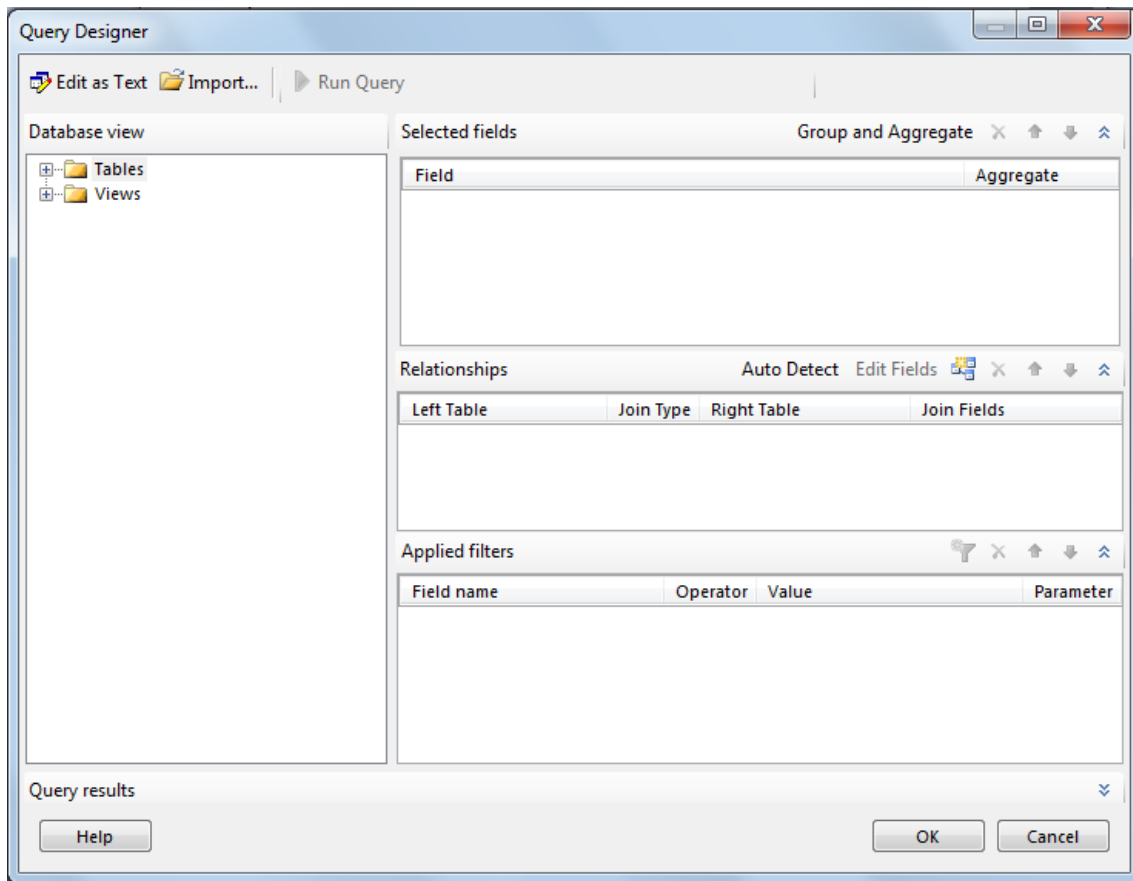 Query Designer
Edit as Text Import... Run Query
Database view
Tables
Views
Selected fields Group and Aggregate
Field Aggregate
Relationships Auto Detect Edit Fields
Left Table Join Type Right Table Join Fields
Applied filters
Field name Operator Value Parameter
Query results
Help OK Cancel